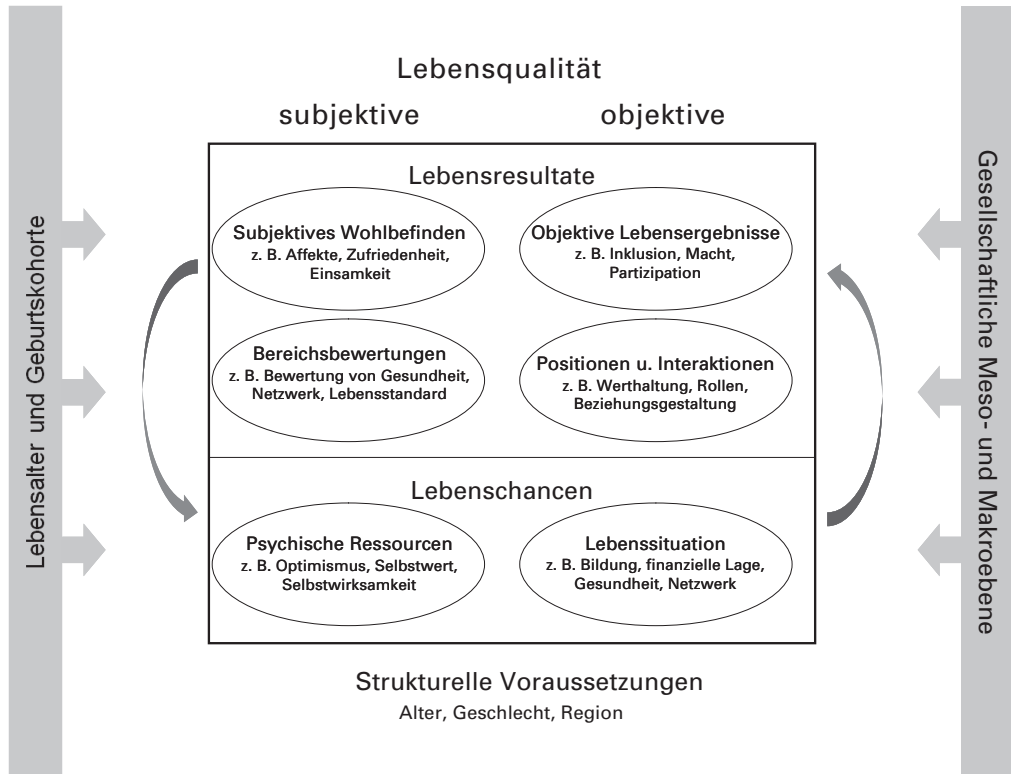 Lebensqualität
subjektive
objektive
Lebensresultate
Subjektives Wohlbefinden
z. B. Affekte, Zufriedenheit,
Einsamkeit
Objektive Lebensergebnisse
z. B. Inklusion, Macht,
Partizipation
Bereichsbewertungen
z. B. Bewertung von Gesundheit,
Netzwerk, Lebensstandard
Positionen u. Interaktionen
z. B. Werthaltung, Rollen,
Beziehungsgestaltung
Lebenschancen
Psychische Ressourcen
z. B. Optimismus, Selbstwert,
Selbstwirksamkeit
Lebenssituation
z. B. Bildung, finanzielle Lage,
Gesundheit, Netzwerk
Strukturelle Voraussetzungen
Alter, Geschlecht, Region
Lebensalter und Geburtskohorte
Gesellschaftliche Meso- und Makroebene